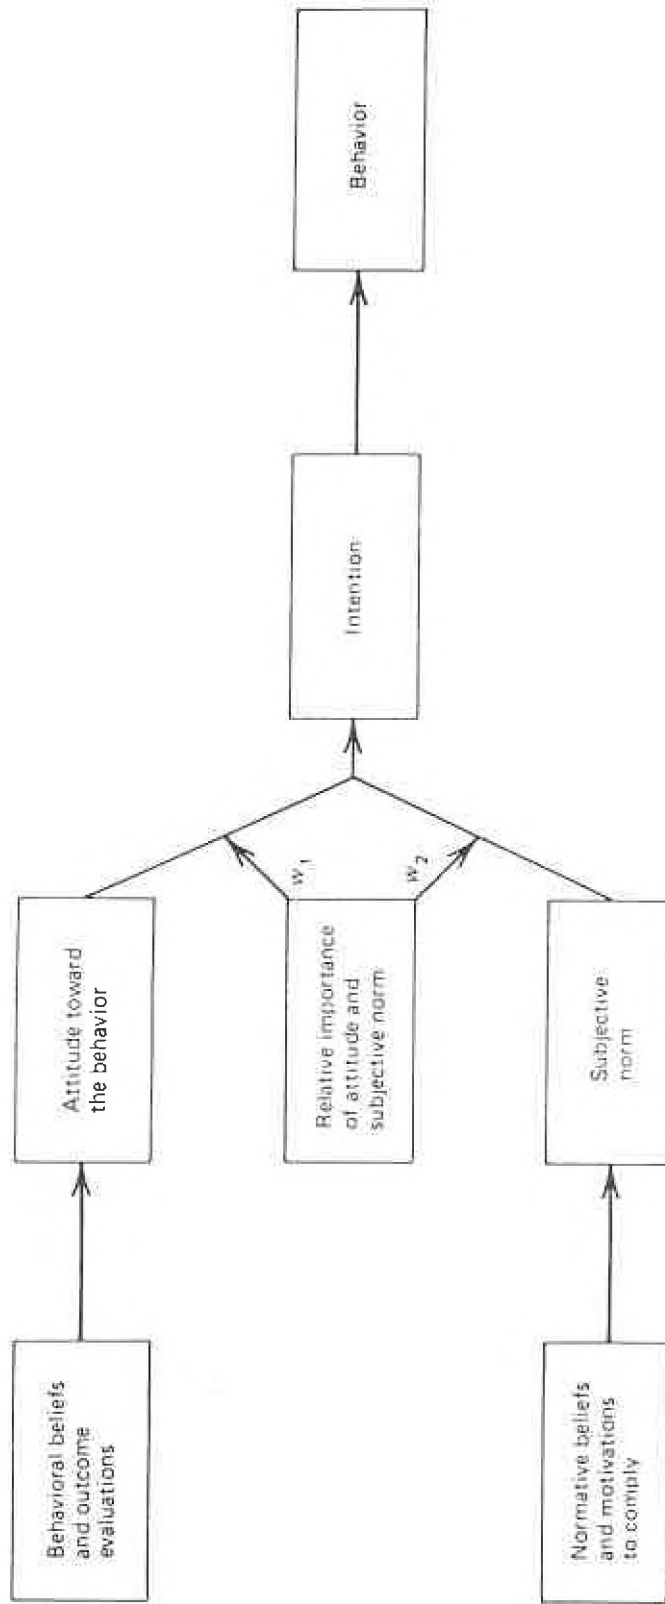 Behavioral beliefs
and outcome
evaluations
Attitude toward
the behavior
Relative importance
of attitude and
subjective norm
w1
w2
Normative beliefs
and motivations
to comply
Subjective
norm
Intention
Behavior